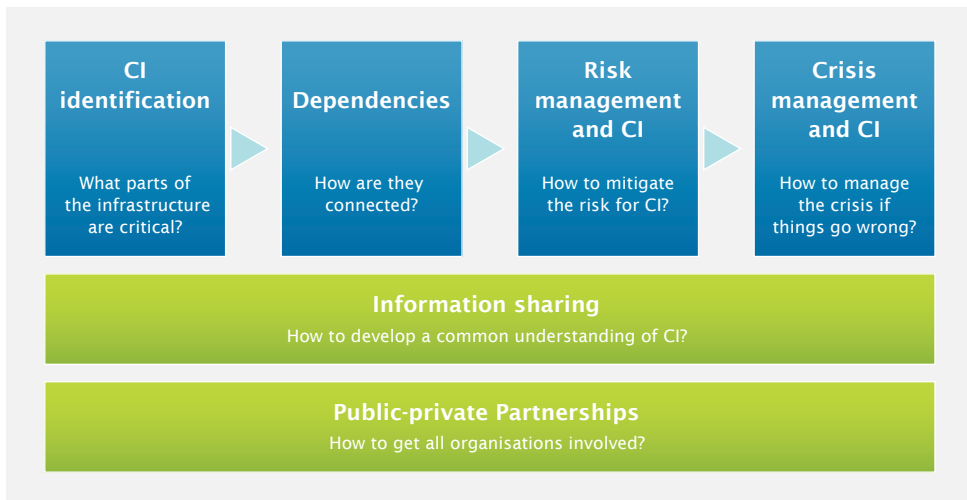 CI
identification
What parts of
the infrastructure
are critical?
Dependencies
How are they
connected?
Risk
management
and CI
How to mitigate
the risk for CI?
Crisis
management
and CI
How to manage
the crisis if
things go wrong?
Information sharing
How to develop a common understanding of CI?
Public-private Partnerships
How to get all organisations involved?